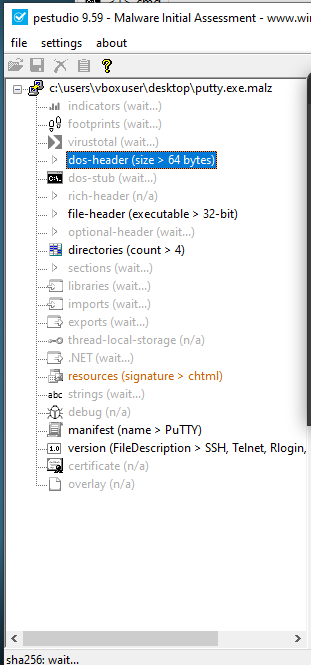 pestudio 9.59 - Malware Initial Assessment - www.wi
file settings about
c:\users\vboxuser\desktop\putty.exe.malz
indicators (wait...)
footprints (wait...)
virustotal (wait...)
dos-header (size > 64 bytes)
dos-stub (wait...)
rich-header (n/a)
file-header (executable > 32-bit)
optional-header (wait...)
directories (count > 4)
sections (wait...)
libraries (wait...)
imports (wait...)
exports (wait...)
thread-local-storage (n/a)
.NET (wait...)
resources (signature > chtml)
abc strings (wait...)
debug (n/a)
manifest (name > PuTTY)
1.0 version (FileDescription > SSH, Telnet, Rlogin,
certificate (n/a)
overlay (n/a)
sha256: wait...